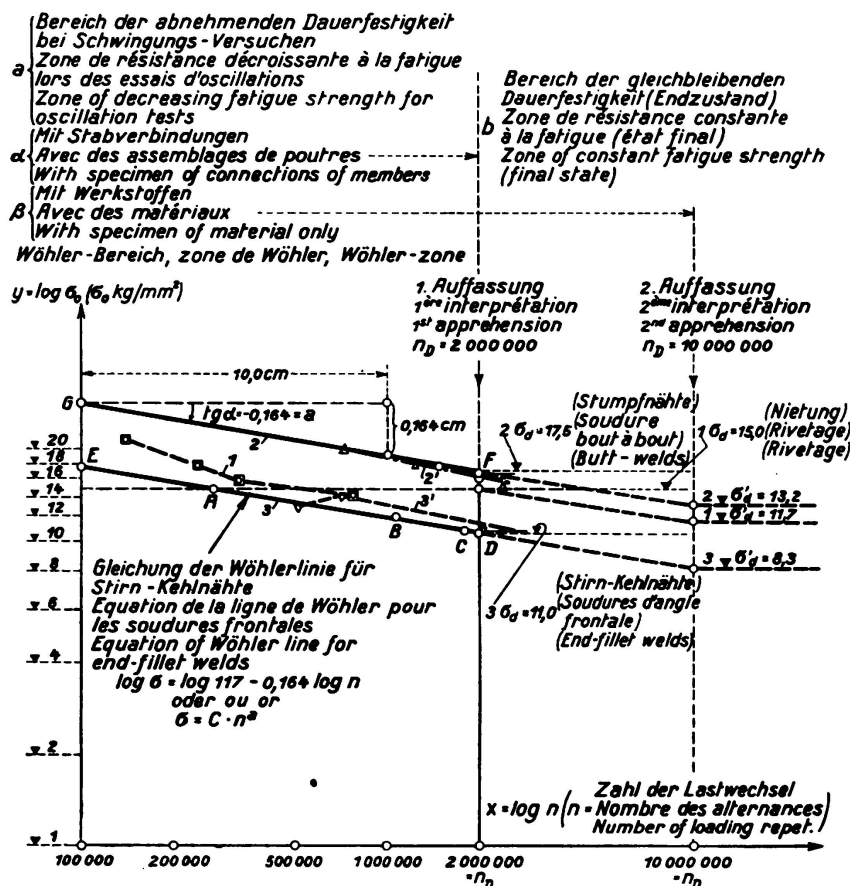 a
Bereich der abnehmenden Dauerfestigkeit
bei Schwingungs-Versuchen
Zone de résistance décroissante à la fatigue
lors des essais d'oscillations
Zone of decreasing fatigue strength for
oscillation tests
α
Mit Stabverbindungen
Avec des assemblages de poutres
With specimen of connections of members
β
Mit Werkstoffen
Avec des matériaux
With specimen of material only
Wöhler-Bereich, zone de Wöhler, Wöhler-zone
b
Bereich der gleichbleibenden
Dauerfestigkeit (Endzustand)
Zone de résistance constante
à la fatigue (état final)
Zone of constant fatigue strength
(final state)
y = log σ₀ (σ₀ kg/mm²)
1. Auffassung
1ère interprétation
1st apprehension
n_D = 2 000 000
2. Auffassung
2ème interprétation
2nd apprehension
n_D = 10 000 000
10,0 cm
G
tgα = -0,164 = a
0,164 cm
2'
(Stumpfnähte)
(Soudure
bout à bout)
(Butt-welds)
2 σd = 17,5
(Nietung)
(Rivetage)
(Rivetage)
1 σd = 15,0
20
18
16
14
12
10
8
6
4
2
1
E
1
2'
F
A
3'
3'
B
C
D
2 σ'd = 13,2
1 σ'd = 11,7
3 σ'd = 8,3
3 σd = 11,0
(Stirn-Kehlnähte)
(Soudures d'angle
frontale)
(End-fillet welds)
Gleichung der Wöhlerlinie für
Stirn-Kehlnähte
Equation de la ligne de Wöhler pour
les soudures frontales
Equation of Wöhler line for
end-fillet welds
log σ = log 117 - 0,164 log n
oder ou or
σ = C · nᵃ
x = log n (n =
Zahl der Lastwechsel
Nombre des alternances)
Number of loading repet.
100 000
200 000
500 000
1 000 000
2 000 000
= n_D
10 000 000
= n_D